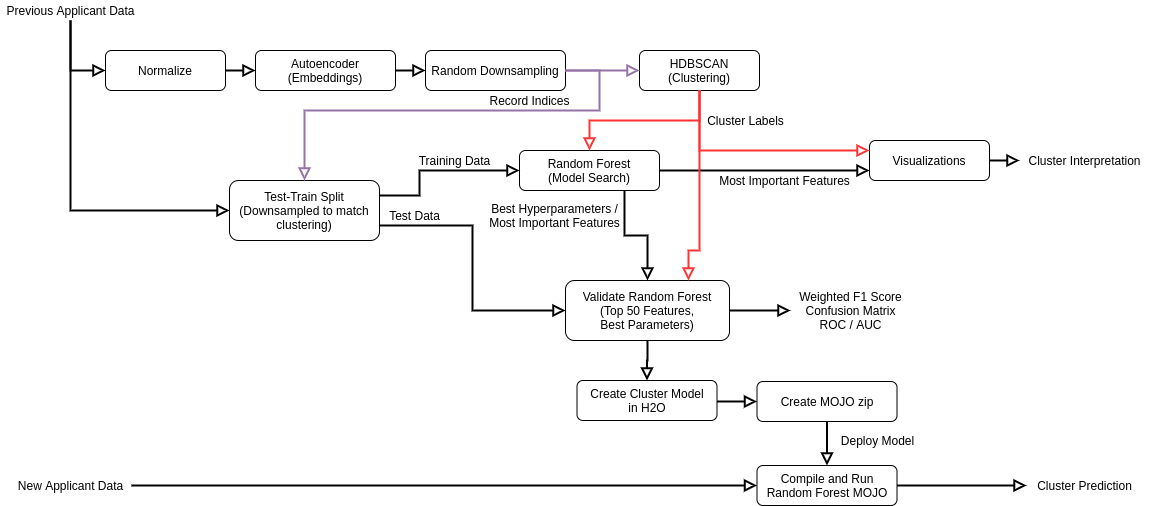 Previous Applicant Data
Normalize
Autoencoder
(Embeddings)
Random Downsampling
HDBSCAN
(Clustering)
Record Indices
Cluster Labels
Training Data
Random Forest
(Model Search)
Visualizations
Cluster Interpretation
Most Important Features
Test-Train Split
(Downsampled to match
clustering)
Test Data
Best Hyperparameters /
Most Important Features
Validate Random Forest
(Top 50 Features,
Best Parameters)
Weighted F1 Score
Confusion Matrix
ROC / AUC
Create Cluster Model
in H2O
Create MOJO zip
Deploy Model
New Applicant Data
Compile and Run
Random Forest MOJO
Cluster Prediction